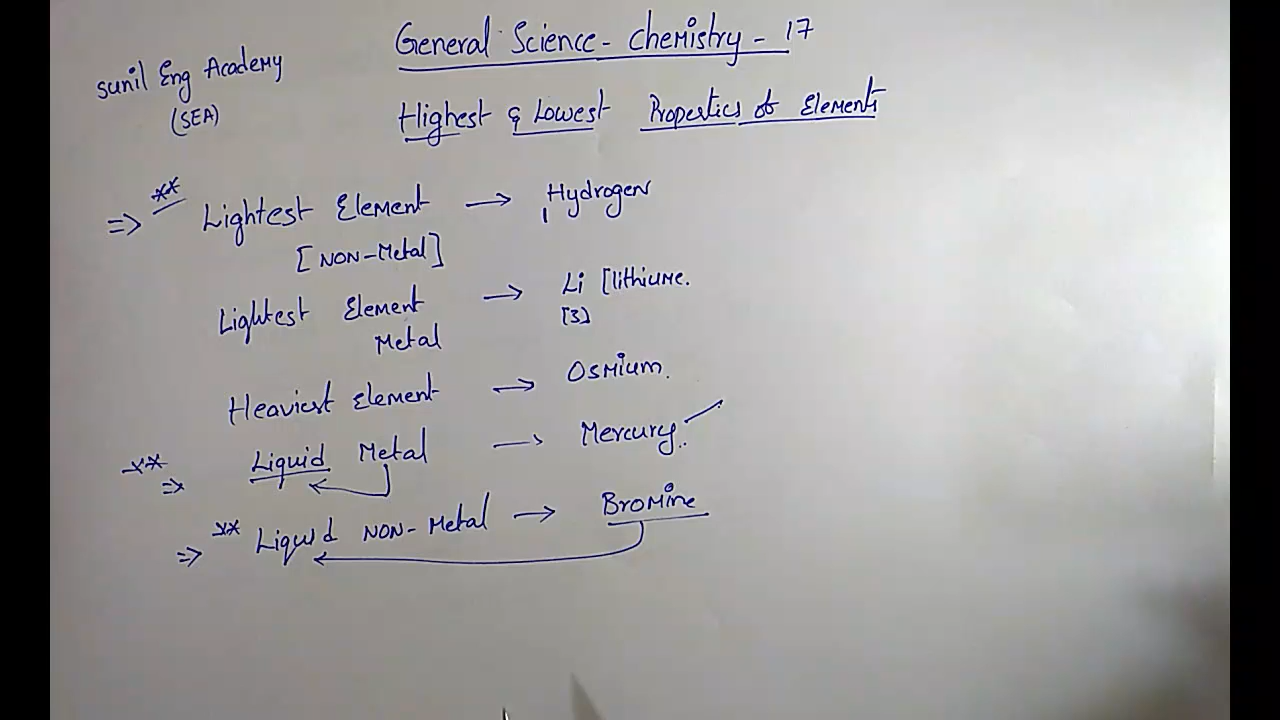 General Science - Chemistry - 17
Sunil Eng Academy
(SEA)
Highest & Lowest Properties of Elements
⇒ ** Lightest Element → Hydrogen
1
[NON-Metal]
Lightest Element → Li [lithiume.
Metal [3]
Heaviest element → Osmium.
** ⇒ Liquid Metal → Mercury.
** ⇒ Liquid NON-Metal → Bromine